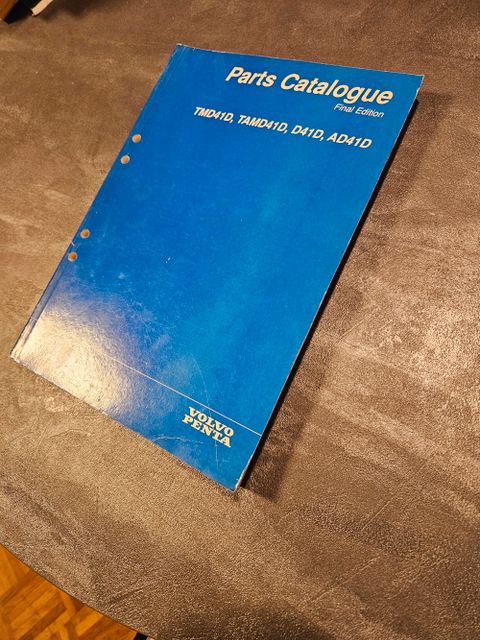 Parts Catalogue
Final Edition
TMD41D, TAMD41D, D41D, AD41D
VOLVO
PENTA